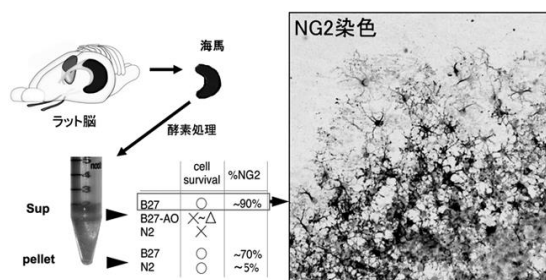 海馬
ラット脳
酵素処理
cell survival %NG2
Sup
B27 ○ ~90%
B27-AO ×~△
N2 ×
pellet
B27 ○ ~70%
N2 ○ ~5%
NG2染色